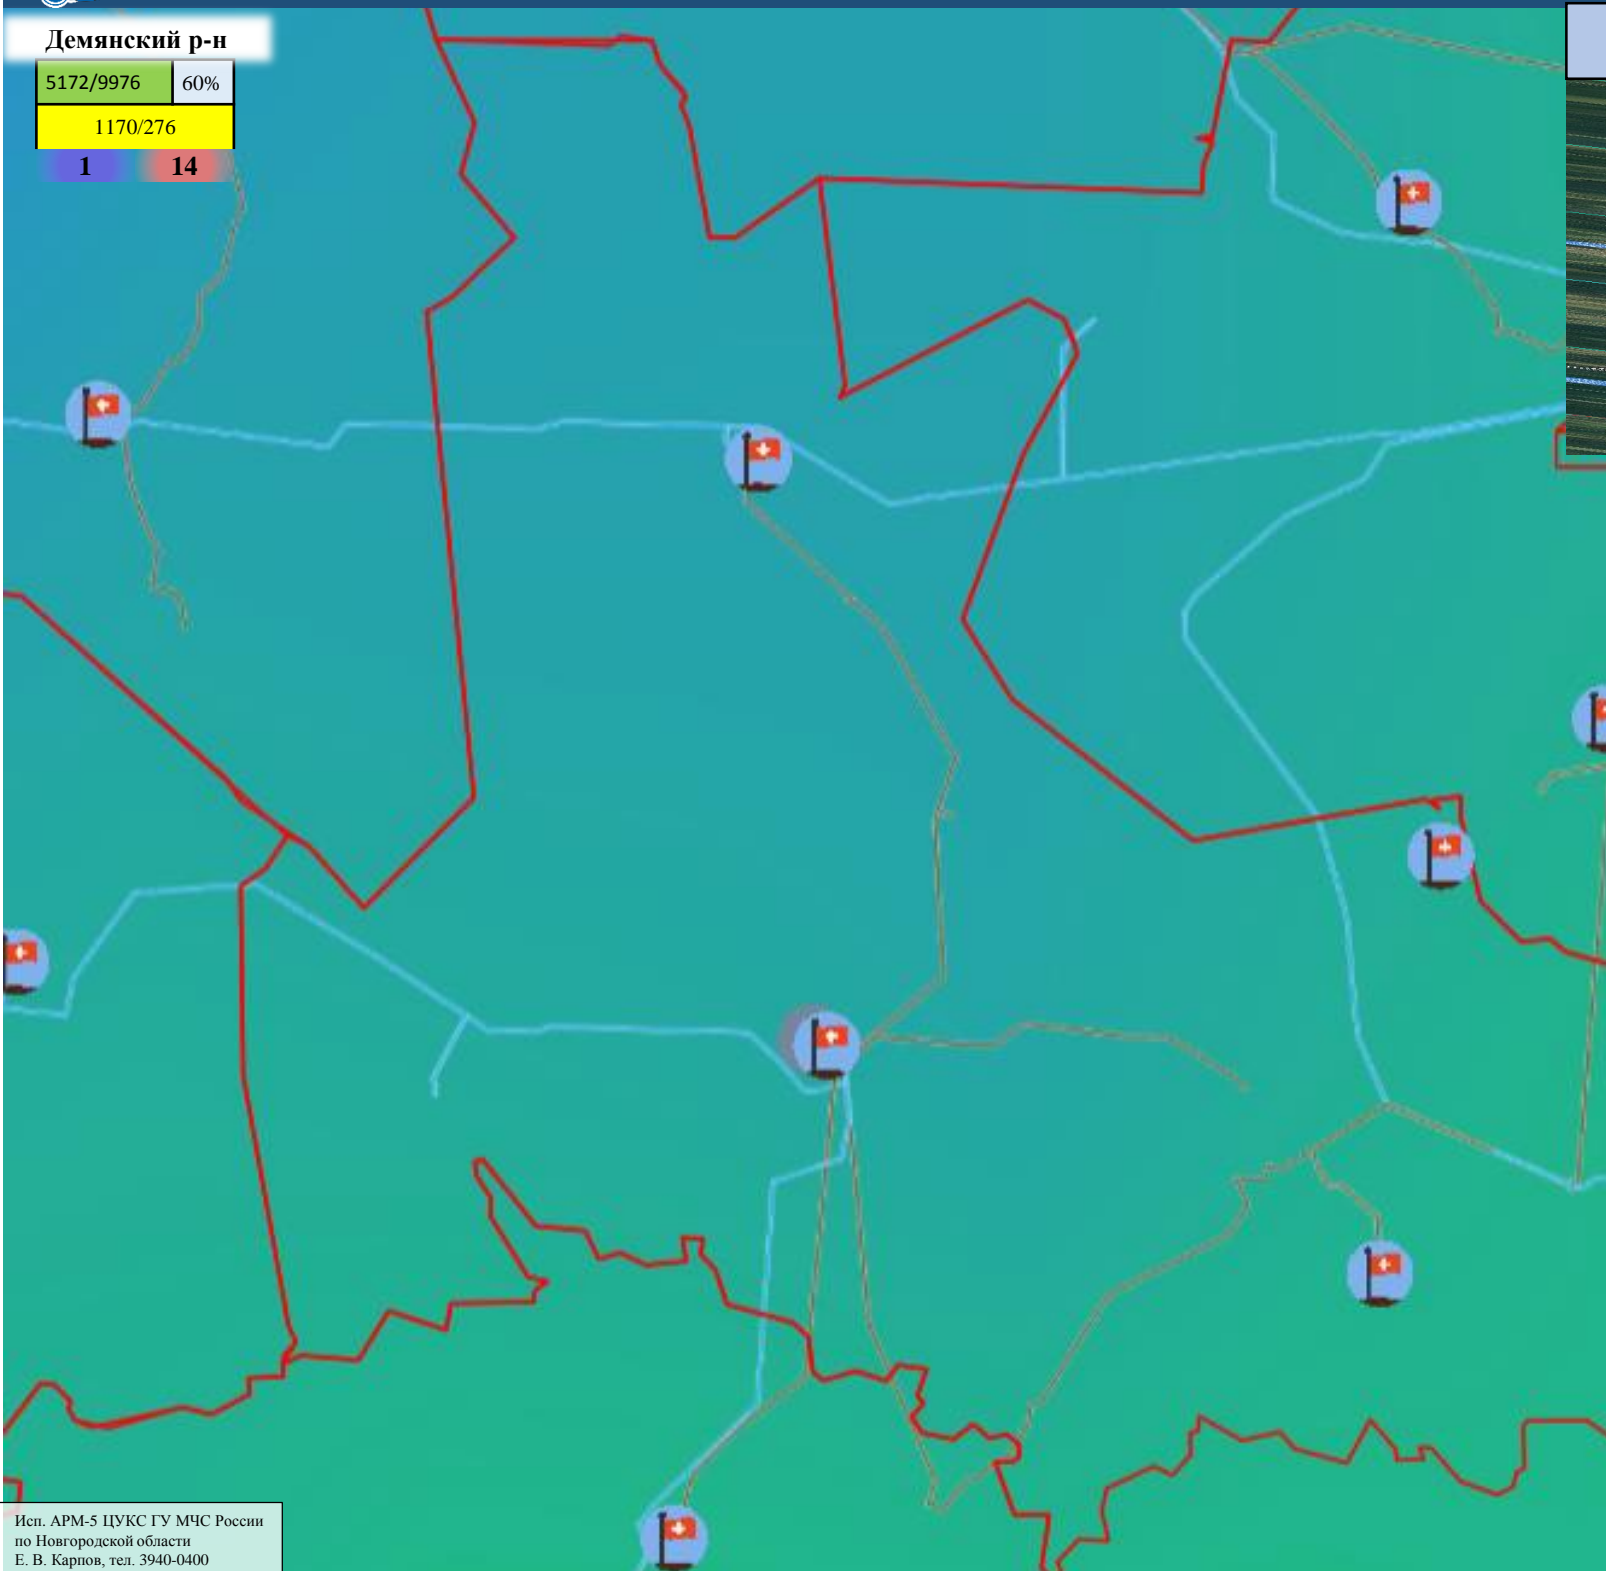 Демянский р-н
5172/9976 60%
1170/276
1 14
Исп. АРМ-5 ЦУКС ГУ МЧС России
по Новгородской области
Е. В. Карпов, тел. 3940-0400